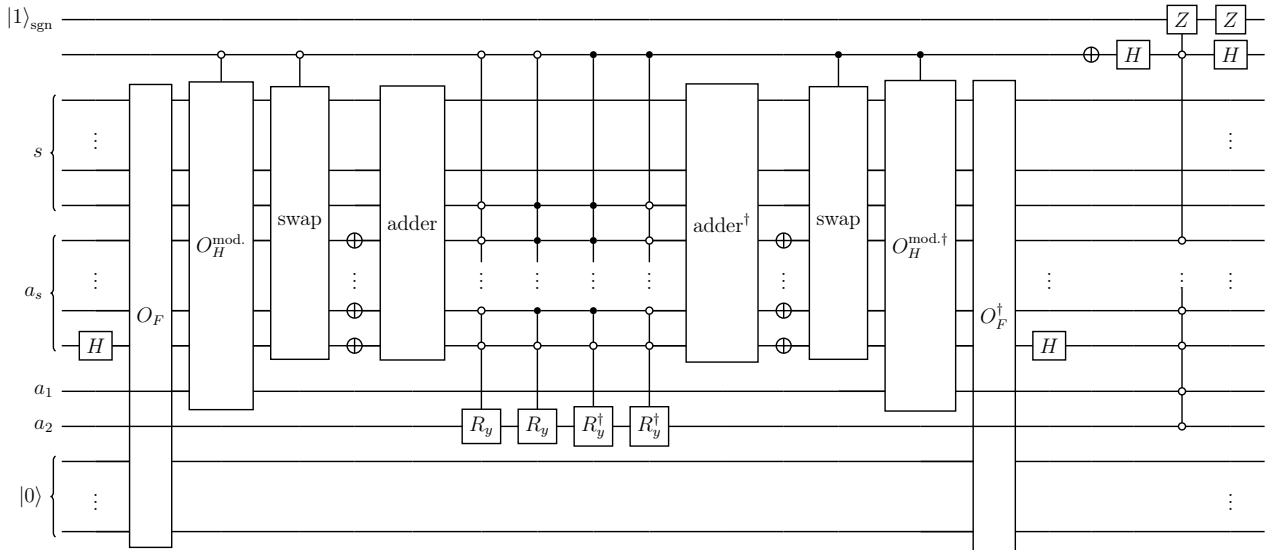 |1⟩sgn Z Z
H H
s ⋮ ⋮
O_F O_H^mod. swap adder adder† swap O_H^mod.† O_F†
a_s ⋮ ⋮ ⋮ ⋮ ⋮ ⋮ ⋮ ⋮ ⋮ ⋮
H H
a_1
a_2 R_y R_y R_y† R_y†
|0⟩ ⋮ ⋮